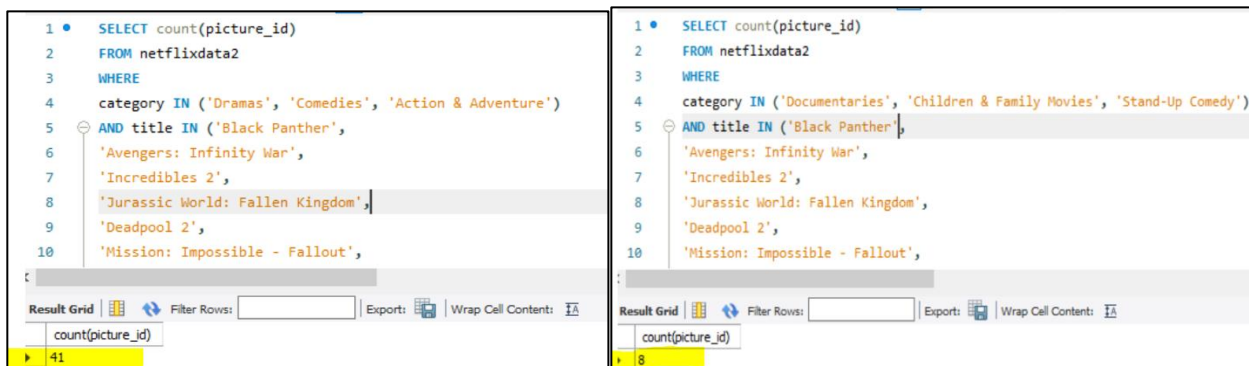 1 SELECT count(picture_id)
2 FROM netflixdata2
3 WHERE
4 category IN ('Dramas', 'Comedies', 'Action & Adventure')
5 AND title IN ('Black Panther',
6 'Avengers: Infinity War',
7 'Incredibles 2',
8 'Jurassic World: Fallen Kingdom',
9 'Deadpool 2',
10 'Mission: Impossible - Fallout',
Result Grid Filter Rows: Export: Wrap Cell Content:
count(picture_id)
41
1 SELECT count(picture_id)
2 FROM netflixdata2
3 WHERE
4 category IN ('Documentaries', 'Children & Family Movies', 'Stand-Up Comedy')
5 AND title IN ('Black Panther',
6 'Avengers: Infinity War',
7 'Incredibles 2',
8 'Jurassic World: Fallen Kingdom',
9 'Deadpool 2',
10 'Mission: Impossible - Fallout',
Result Grid Filter Rows: Export: Wrap Cell Content:
count(picture_id)
8